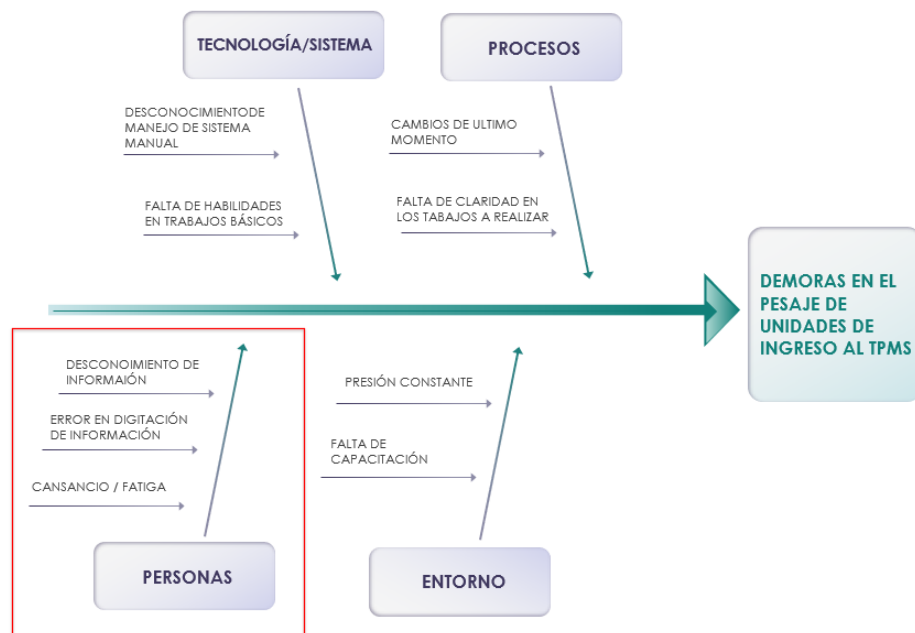 TECNOLOGÍA/SISTEMA
PROCESOS
DESCONOCIMIENTODE
MANEJO DE SISTEMA
MANUAL
FALTA DE HABILIDADES
EN TRABAJOS BÁSICOS
CAMBIOS DE ULTIMO
MOMENTO
FALTA DE CLARIDAD EN
LOS TABAJOS A REALIZAR
DEMORAS EN EL
PESAJE DE
UNIDADES DE
INGRESO AL TPMS
DESCONOIMIENTO DE
INFORMAIÓN
ERROR EN DIGITACIÓN
DE INFORMACIÓN
CANSANCIO / FATIGA
PERSONAS
PRESIÓN CONSTANTE
FALTA DE
CAPACITACIÓN
ENTORNO